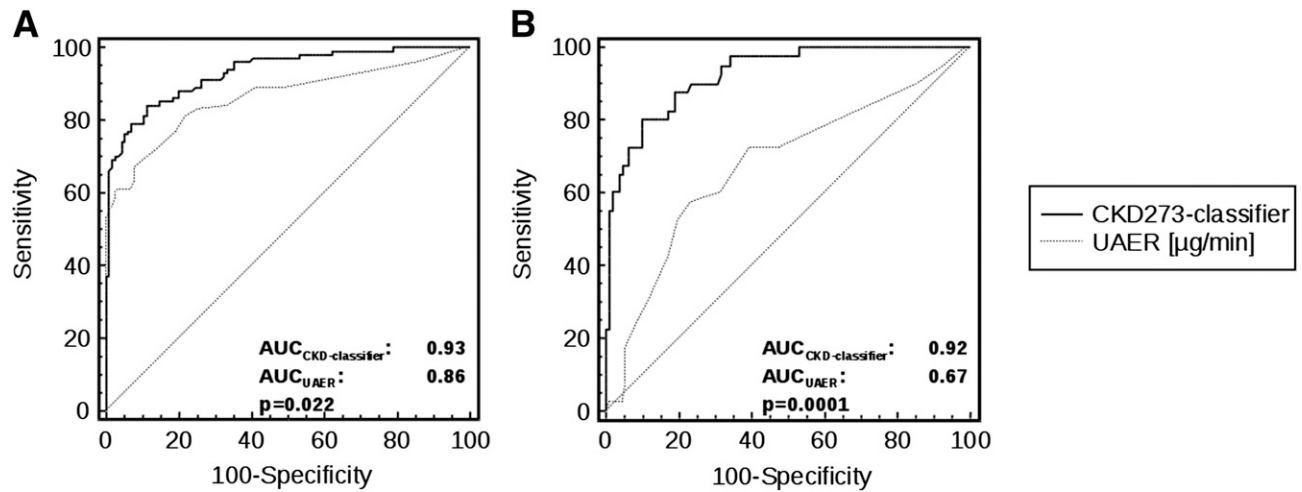 A
B
100
80
60
40
20
0
Sensitivity
0 20 40 60 80 100
100-Specificity
AUCCKD-classifier: 0.93
AUCUAER: 0.86
p=0.022
100
80
60
40
20
0
Sensitivity
0 20 40 60 80 100
100-Specificity
AUCCKD-classifier: 0.92
AUCUAER: 0.67
p=0.0001
CKD273-classifier
UAER [µg/min]